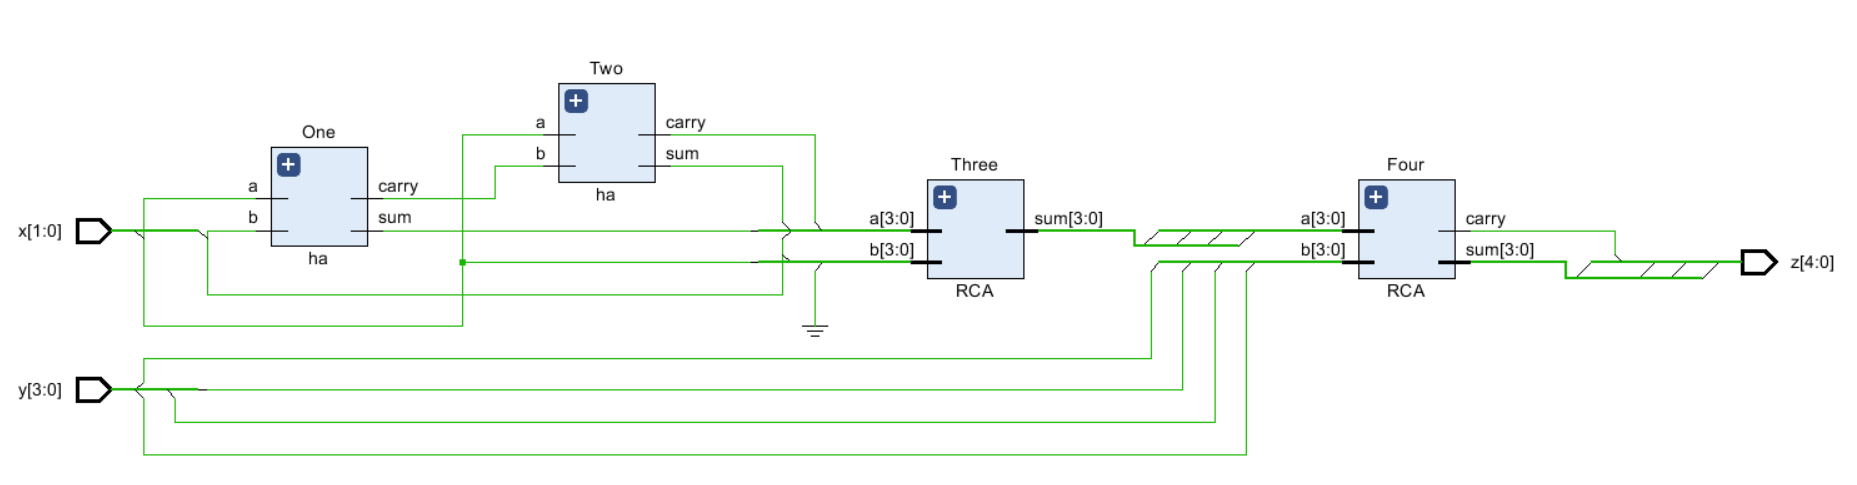 Two
a
carry
b
sum
ha
One
a
carry
b
sum
ha
x[1:0]
Three
a[3:0]
sum[3:0]
b[3:0]
RCA
Four
a[3:0]
carry
b[3:0]
sum[3:0]
RCA
z[4:0]
y[3:0]